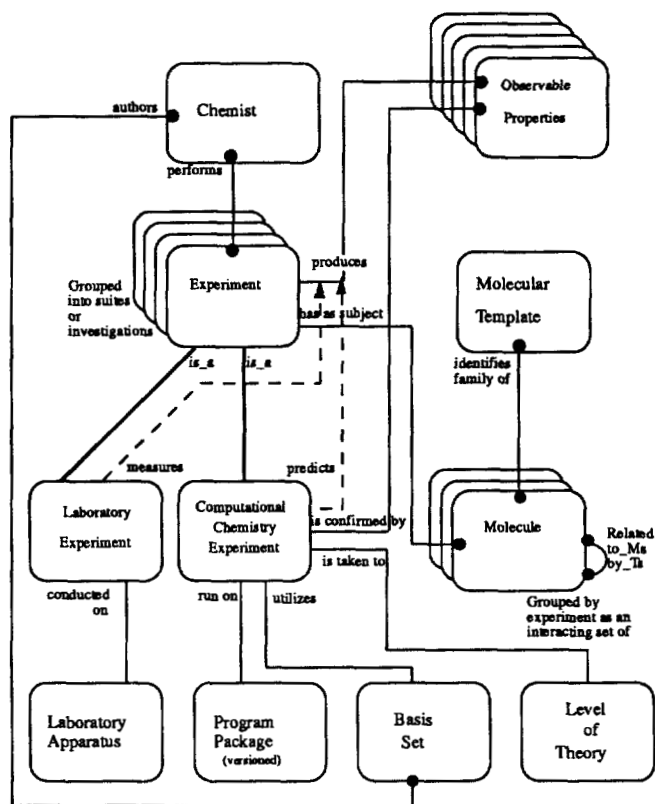 authors
Chemist
performs
Observable
Properties
Grouped
into suites
or
investigations
Experiment
produces
has as subject
Molecular
Template
identifies
family of
is_a
is_a
measures
predicts
Laboratory
Experiment
Computational
Chemistry
Experiment
is confirmed by
is taken to
Molecule
Related
to_Ms
by_Ts
Grouped by
experiment as an
interacting set of
conducted
on
run on
utilizes
Laboratory
Apparatus
Program
Package
(versioned)
Basis
Set
Level
of
Theory